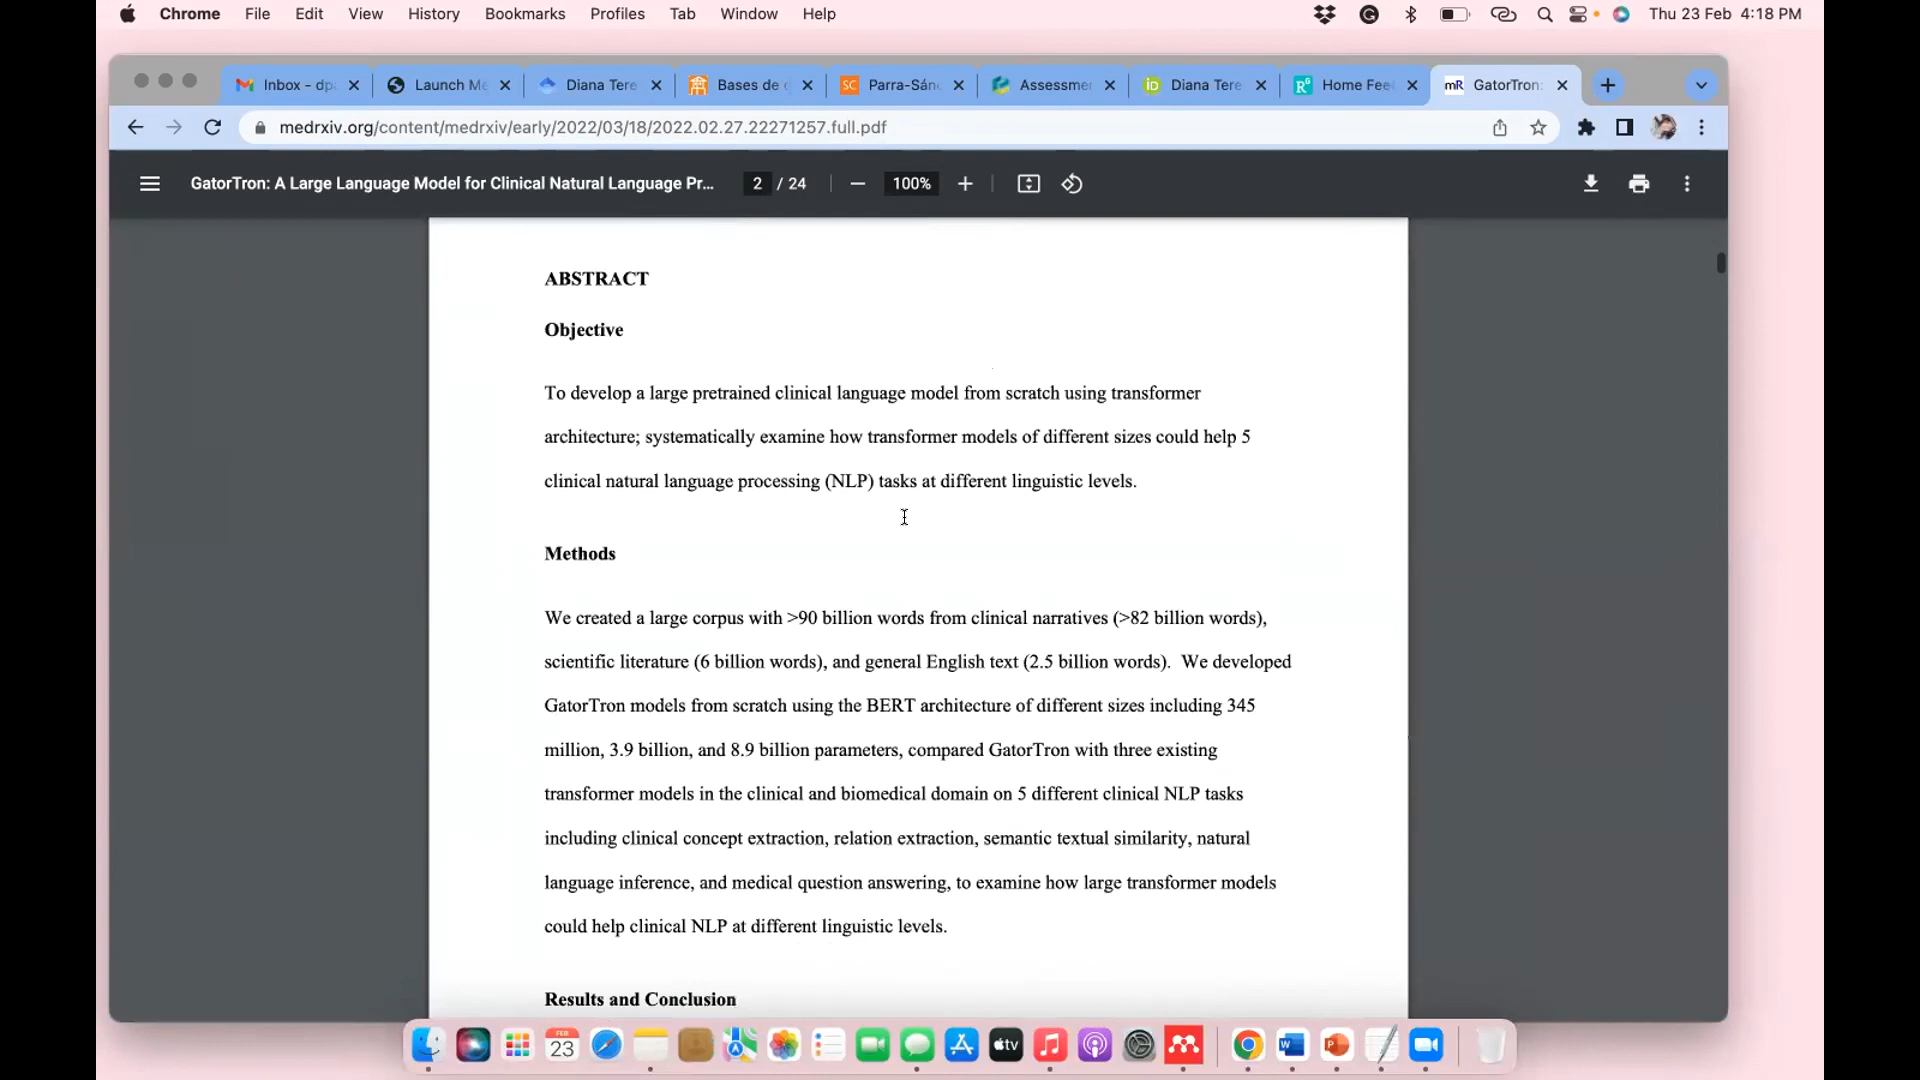 Chrome File Edit View History Bookmarks Profiles Tab Window Help Thu 23 Feb 4:18 PM
Inbox - dp Launch Me Diana Tere Bases de Parra-Sán Assessmen Diana Tere Home Fee GatorTron:
medrxiv.org/content/medrxiv/early/2022/03/18/2022.02.27.22271257.full.pdf
GatorTron: A Large Language Model for Clinical Natural Language Pr... 2 / 24 100%
ABSTRACT
Objective
To develop a large pretrained clinical language model from scratch using transformer
architecture; systematically examine how transformer models of different sizes could help 5
clinical natural language processing (NLP) tasks at different linguistic levels.
Methods
We created a large corpus with >90 billion words from clinical narratives (>82 billion words),
scientific literature (6 billion words), and general English text (2.5 billion words). We developed
GatorTron models from scratch using the BERT architecture of different sizes including 345
million, 3.9 billion, and 8.9 billion parameters, compared GatorTron with three existing
transformer models in the clinical and biomedical domain on 5 different clinical NLP tasks
including clinical concept extraction, relation extraction, semantic textual similarity, natural
language inference, and medical question answering, to examine how large transformer models
could help clinical NLP at different linguistic levels.
Results and Conclusion
FEB
23
tv